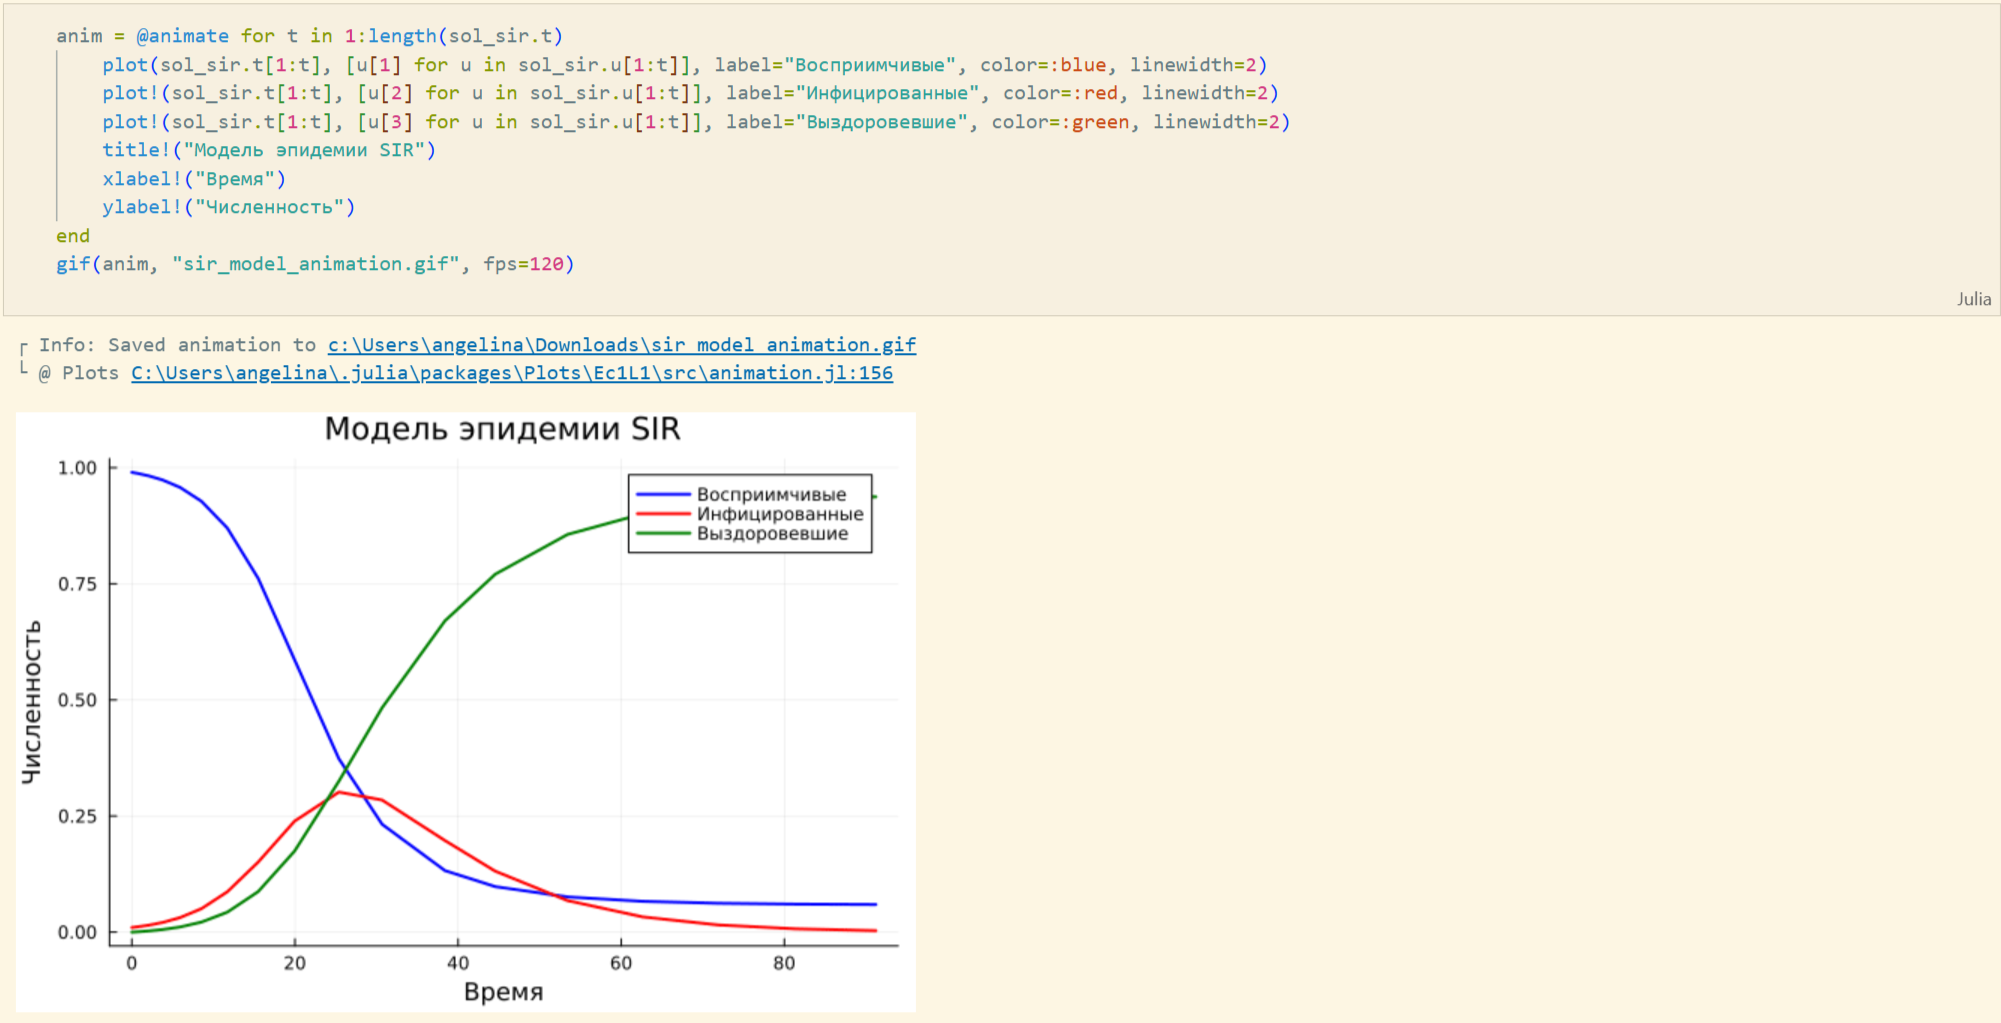 anim = @animate for t in 1:length(sol_sir.t)
plot(sol_sir.t[1:t], [u[1] for u in sol_sir.u[1:t]], label="Восприимчивые", color=:blue, linewidth=2)
plot!(sol_sir.t[1:t], [u[2] for u in sol_sir.u[1:t]], label="Инфицированные", color=:red, linewidth=2)
plot!(sol_sir.t[1:t], [u[3] for u in sol_sir.u[1:t]], label="Выздоровевшие", color=:green, linewidth=2)
title!("Модель эпидемии SIR")
xlabel!("Время")
ylabel!("Численность")
end
gif(anim, "sir_model_animation.gif", fps=120)
Julia
┌ Info: Saved animation to c:\Users\angelina\Downloads\sir_model_animation.gif
└ @ Plots C:\Users\angelina\.julia\packages\Plots\Ec1L1\src\animation.jl:156
Модель эпидемии SIR
Восприимчивые
Инфицированные
Выздоровевшие
1.00
0.75
0.50
0.25
0.00
Численность
0 20 40 60 80
Время